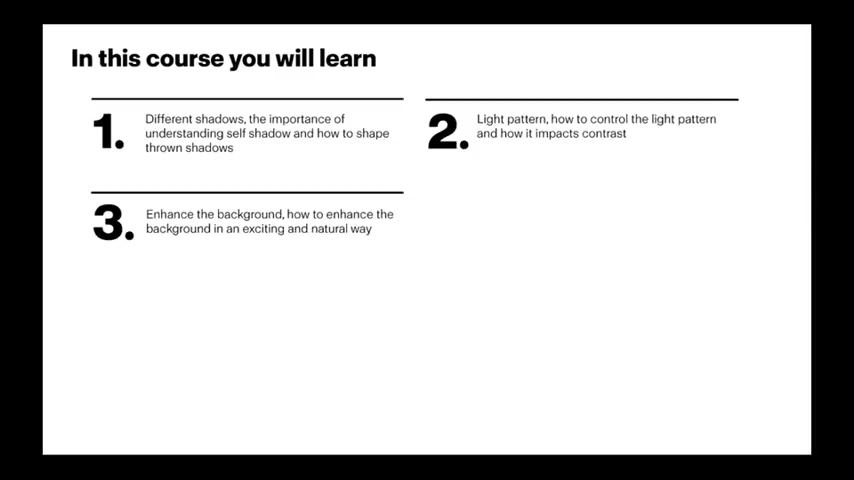 In this course you will learn
1.
Different shadows, the importance of
understanding self shadow and how to shape
thrown shadows
2.
Light pattern, how to control the light pattern
and how it impacts contrast
3.
Enhance the background, how to enhance the
background in an exciting and natural way